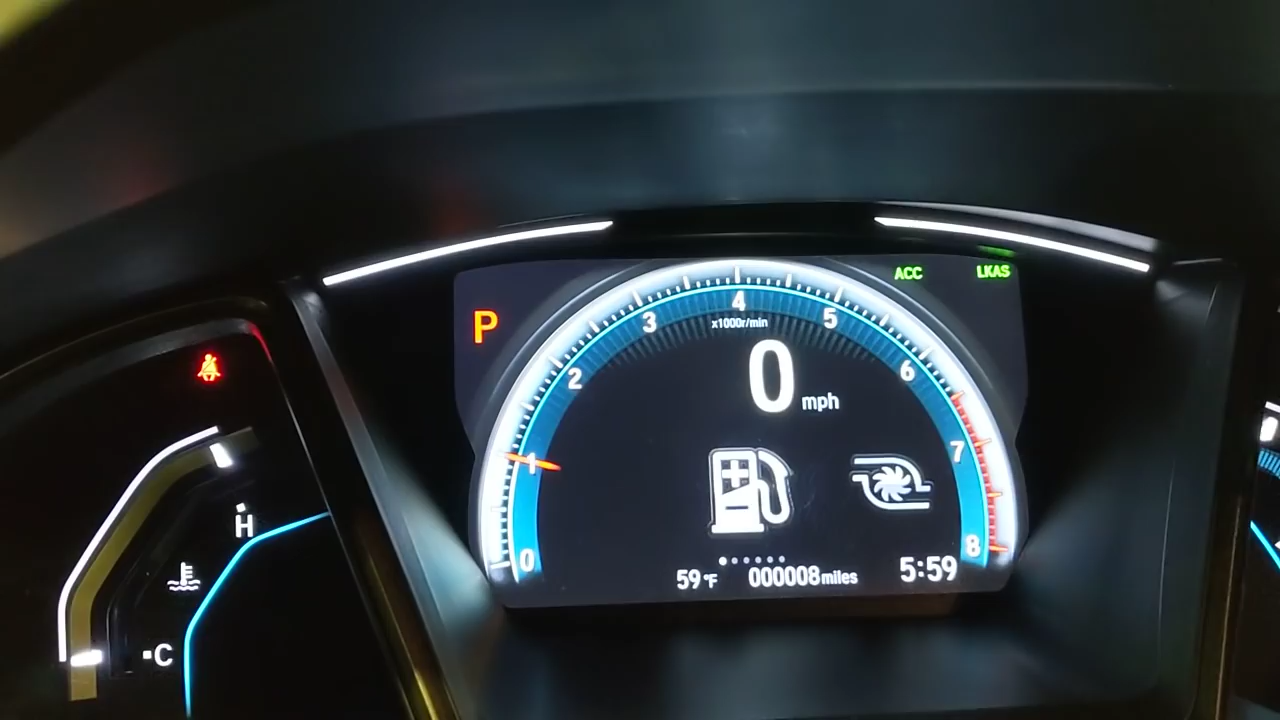 ACC LKAS
P
0 1 2 3 4 5 6 7 8
x1000r/min
0 mph
H
C
59°F 000008miles 5:59